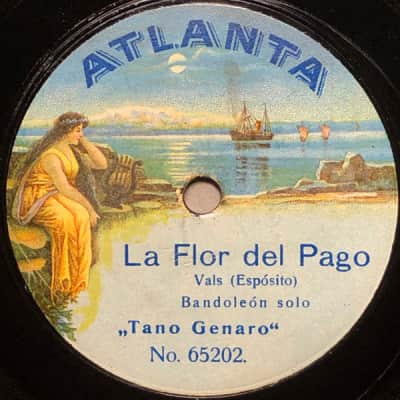 ATLANTA
La Flor del Pago
Vals (Espósito)
Bandoleón solo
„Tano Genaro“
No. 65202.